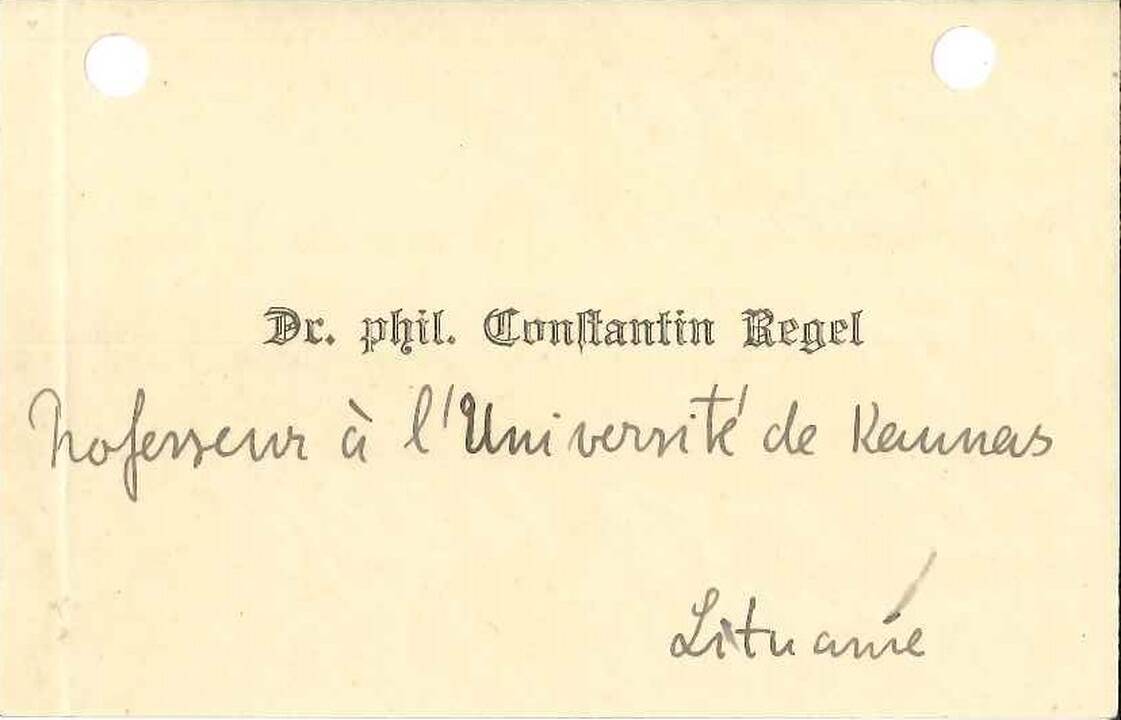 Dr. phil. Conſtantin Regel
Professeur à l'Université de Kaunas
Lituanie